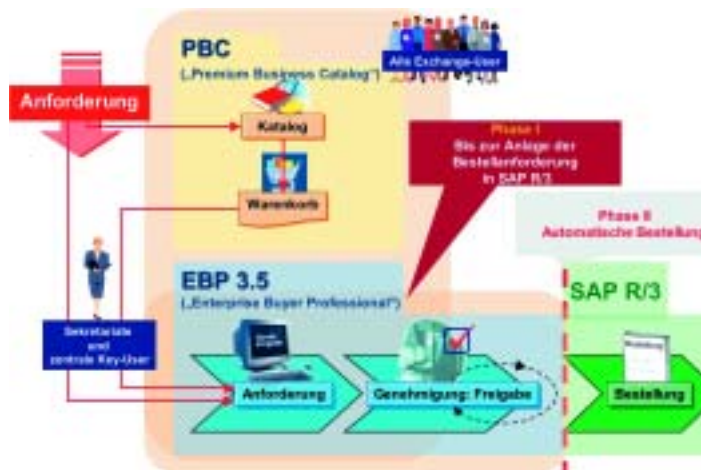 PBC
(„Premium Business Catalog“)
Alle Exchange-User
Anforderung
Katalog
Warenkorb
Phase I
Bis zur Anlage der
Bestellanforderung
in SAP R/3
Phase II
Automatische Bestellung
EBP 3.5
(„Enterprise Buyer Professional“)
SAP R/3
Sekretariate
und
zentrale Key-User
Anforderung
Genehmigung: Freigabe
Bestellung